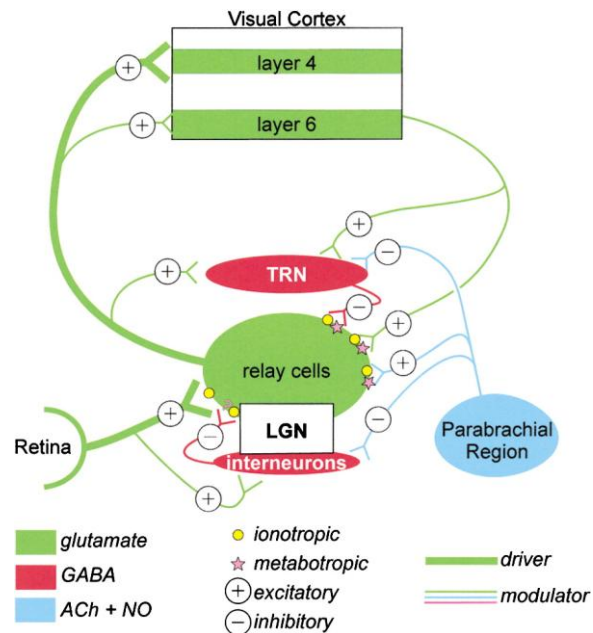 Visual Cortex
layer 4
layer 6
TRN
relay cells
LGN
interneurons
Retina
Parabrachial
Region
glutamate
GABA
ACh + NO
ionotropic
metabotropic
excitatory
inhibitory
driver
modulator